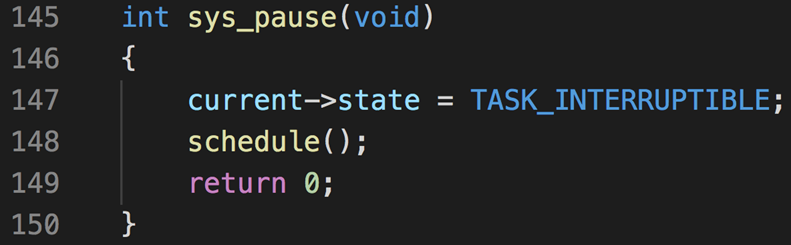 145 int sys_pause(void)
146 {
147 current->state = TASK_INTERRUPTIBLE;
148 schedule();
149 return 0;
150 }